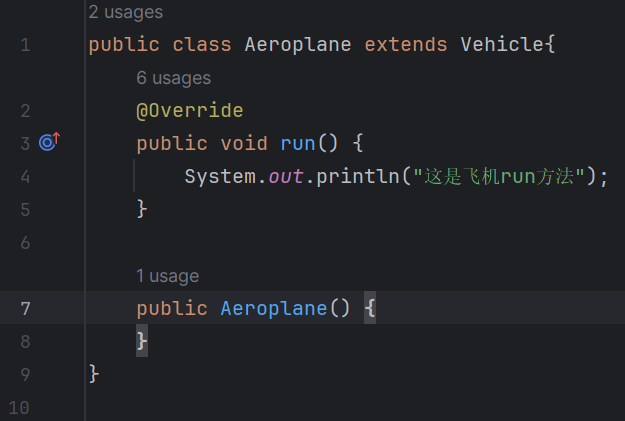 2 usages
1 public class Aeroplane extends Vehicle{
6 usages
2 @Override
3 public void run() {
4 System.out.println("这是飞机run方法");
5 }
6
1 usage
7 public Aeroplane() {
8 }
9 }
10